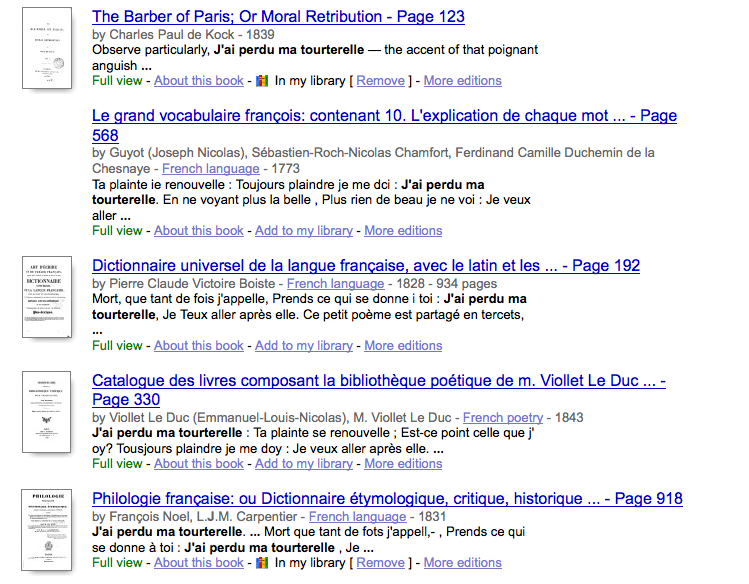 The Barber of Paris; Or Moral Retribution - Page 123
by Charles Paul de Kock - 1839
Observe particularly, J'ai perdu ma tourterelle — the accent of that poignant
anguish ...
Full view - About this book - In my library [ Remove ] - More editions
Le grand vocabulaire françois: contenant 10. L'explication de chaque mot ... - Page
568
by Guyot (Joseph Nicolas), Sébastien-Roch-Nicolas Chamfort, Ferdinand Camille Duchemin de la
Chesnaye - French language - 1773
Ta plainte ie renouvelle : Toujours plaindre je me dci : J'ai perdu ma
tourterelle. En ne voyant plus la belle , Plus rien de beau je ne voi : Je veux
aller ...
Full view - About this book - Add to my library - More editions
Dictionnaire universel de la langue française, avec le latin et les ... - Page 192
by Pierre Claude Victoire Boiste - French language - 1828 - 934 pages
Mort, que tant de fois j'appelle, Prends ce qui se donne i toi : J'ai perdu ma
tourterelle, Je Teux aller après elle. Ce petit poème est partagé en tercets,
...
Full view - About this book - Add to my library - More editions
Catalogue des livres composant la bibliothèque poétique de m. Viollet Le Duc ... -
Page 330
by Viollet Le Duc (Emmanuel-Louis-Nicolas), M. Viollet Le Duc - French poetry - 1843
J'ai perdu ma tourterelle : Ta plainte se renouvelle ; Est-ce point celle que j'
oy? Tousjours plaindre je me doy : Je veux aller après elle. ...
Full view - About this book - Add to my library - More editions
PHILOLOGIE
Philologie française: ou Dictionnaire étymologique, critique, historique ... - Page 918
by François Noel, L.J.M. Carpentier - French language - 1831
J'ai perdu ma tourterelle. ... Mort que tant de fots j'appell,- , Prends ce qui
se donne à toi : J'ai perdu ma tourterelle , Je ...
Full view - About this book - In my library [ Remove ] - More editions